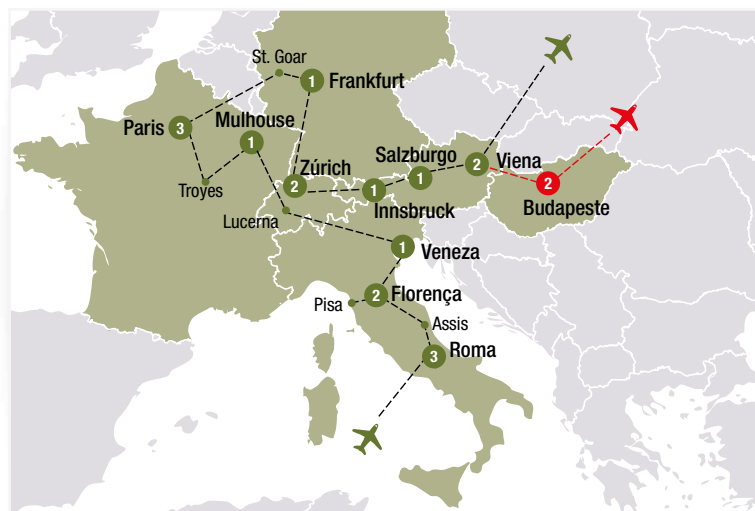 St. Goar
1 Frankfurt
Paris 3
Mulhouse
1
Troyes
Zúrich
2
Salzburgo
1
2 Viena
2
Budapeste
1
Innsbruck
Lucerna
1 Veneza
2 Florença
Pisa
Assis
3 Roma